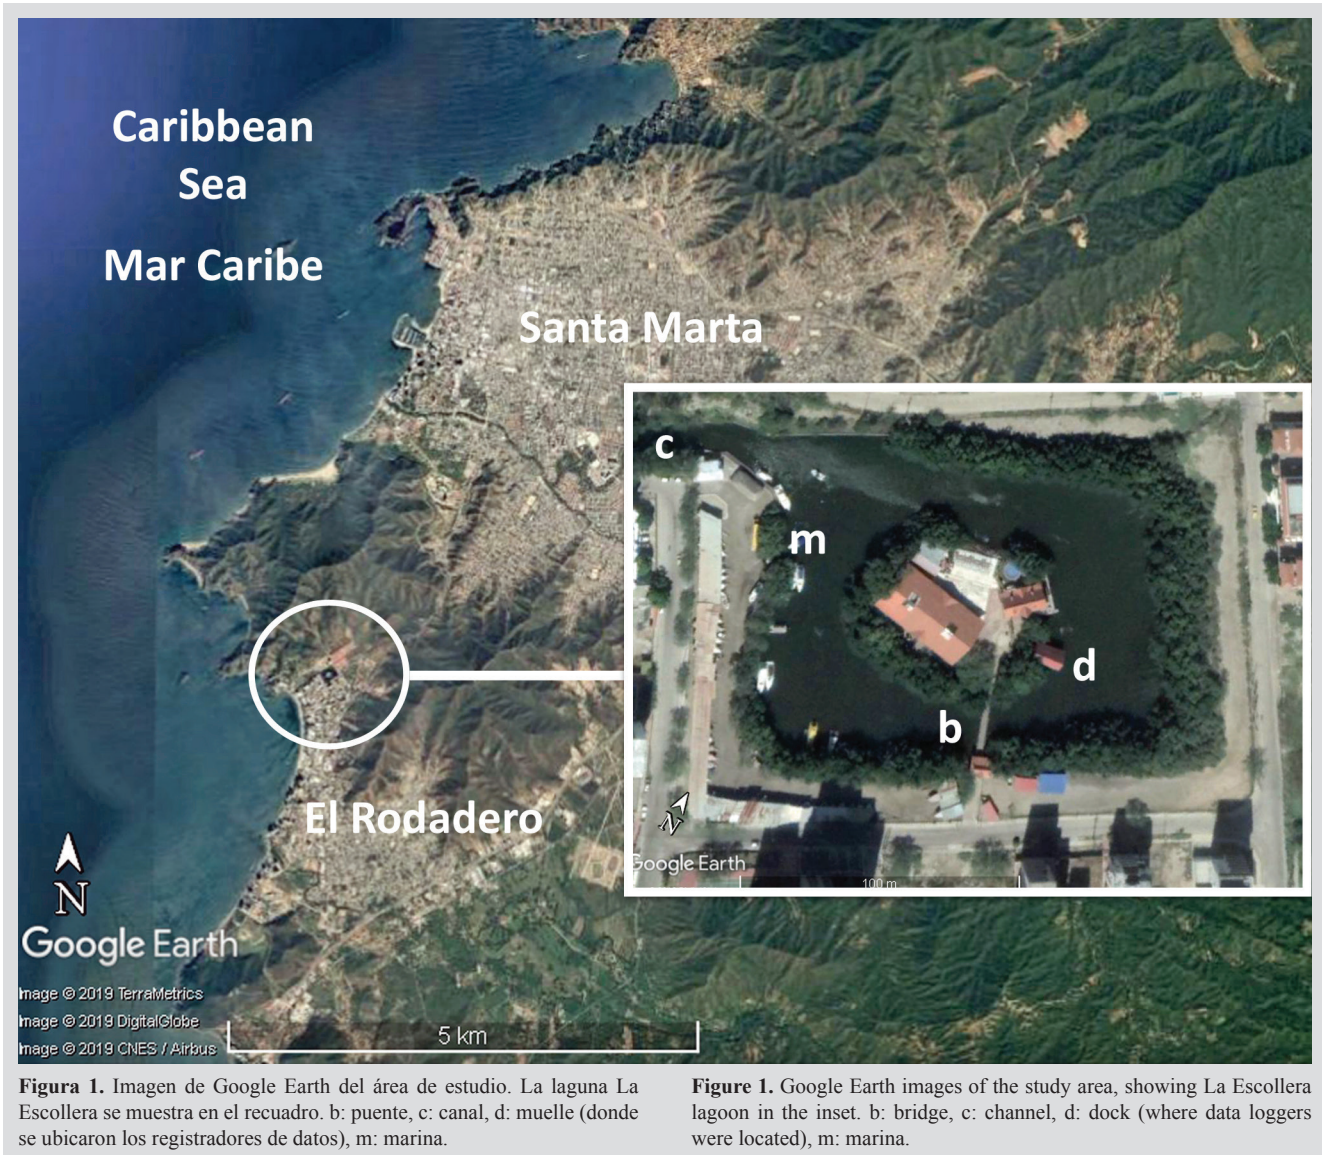 Caribbean
Sea
Mar Caribe
Santa Marta
c
m
d
b
N
Google Earth
100 m
El Rodadero
N
Google Earth
Image © 2019 TerraMetrics
Image © 2019 DigitalGlobe
Image © 2019 CNES / Airbus
5 km
Figura 1. Imagen de Google Earth del área de estudio. La laguna La
Escollera se muestra en el recuadro. b: puente, c: canal, d: muelle (donde
se ubicaron los registradores de datos), m: marina.
Figure 1. Google Earth images of the study area, showing La Escollera
lagoon in the inset. b: bridge, c: channel, d: dock (where data loggers
were located), m: marina.